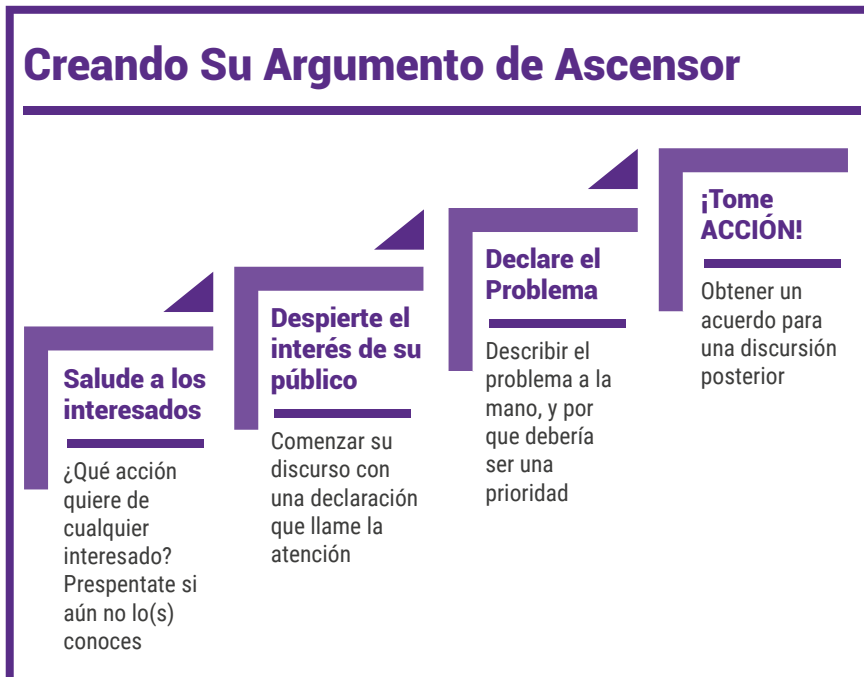 Creando Su Argumento de Ascensor
Salude a los
interesados
¿Qué acción
quiere de
cualquier
interesado?
Prespentate si
aún no lo(s)
conoces
Despierte el
interés de su
público
Comenzar su
discurso con
una declaración
que llame la
atención
Declare el
Problema
Describir el
problema a la
mano, y por
que debería
ser una
prioridad
¡Tome
ACCIÓN!
Obtener un
acuerdo para
una discursión
posterior